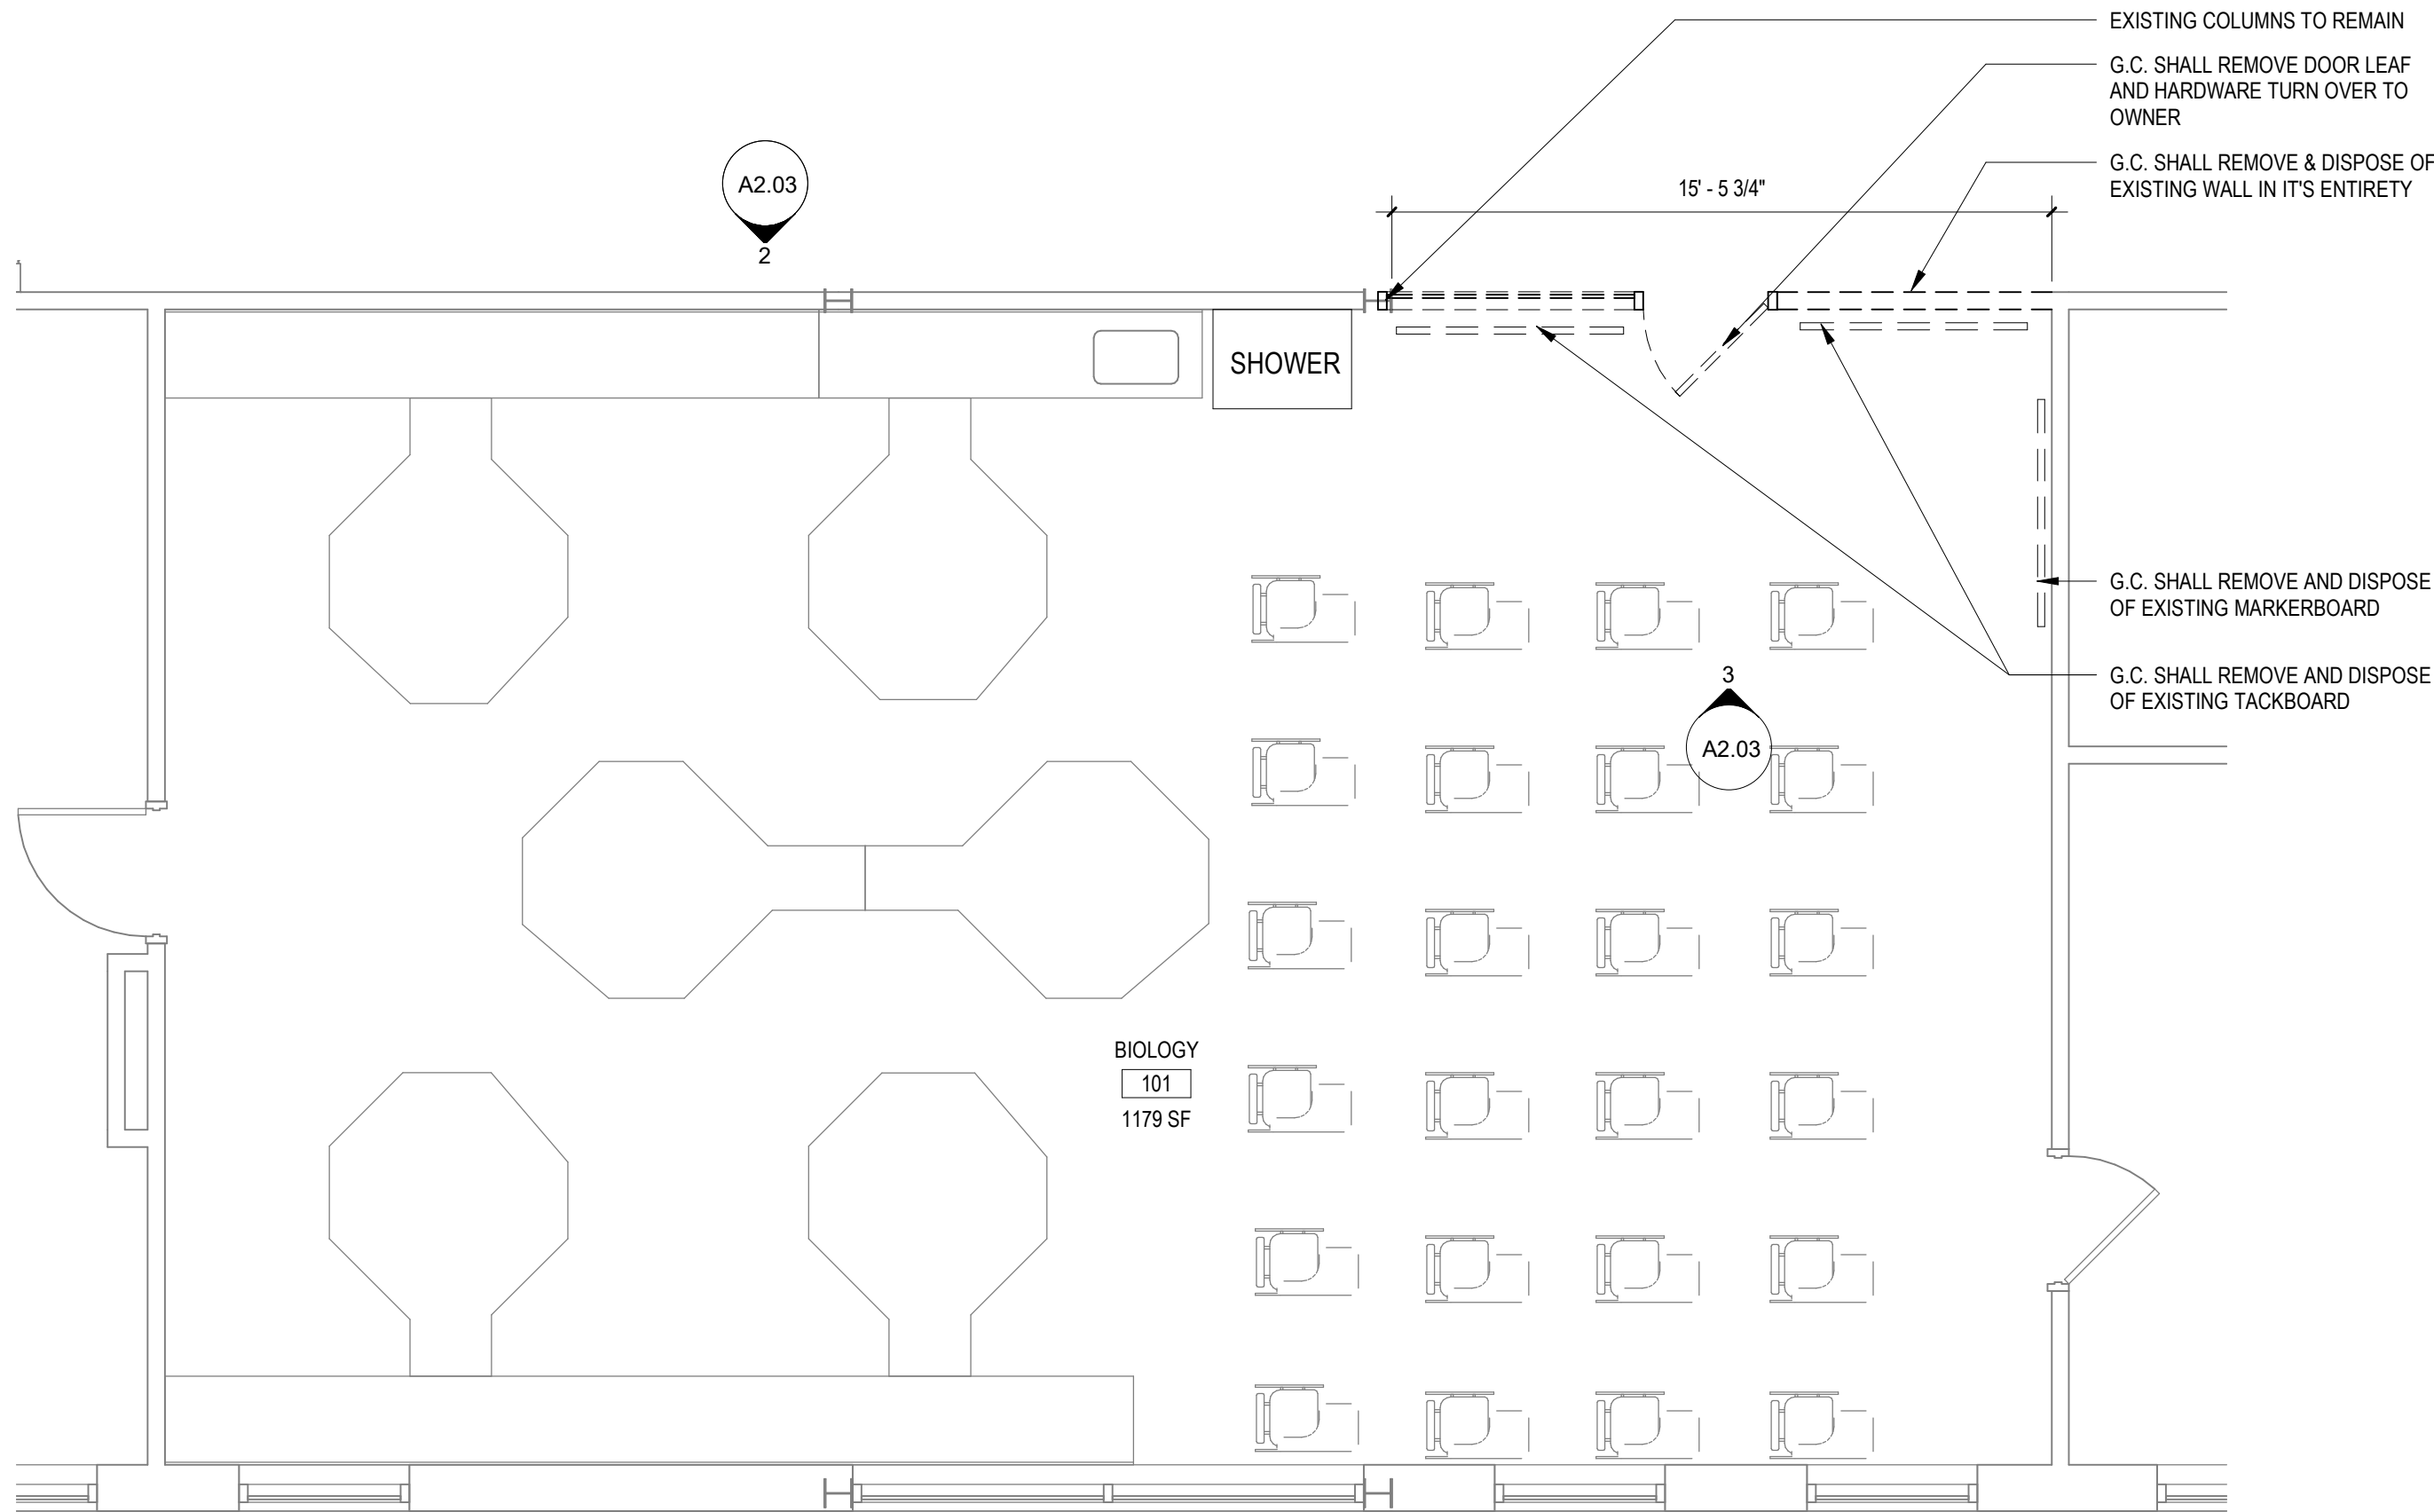 EXISTING COLUMNS TO REMAIN
G.C. SHALL REMOVE DOOR LEAF
AND HARDWARE TURN OVER TO
OWNER
G.C. SHALL REMOVE & DISPOSE OF
EXISTING WALL IN IT'S ENTIRETY
A2.03
2
15' - 5 3/4"
SHOWER
G.C. SHALL REMOVE AND DISPOSE
OF EXISTING MARKERBOARD
G.C. SHALL REMOVE AND DISPOSE
OF EXISTING TACKBOARD
3
A2.03
BIOLOGY
101
1179 SF